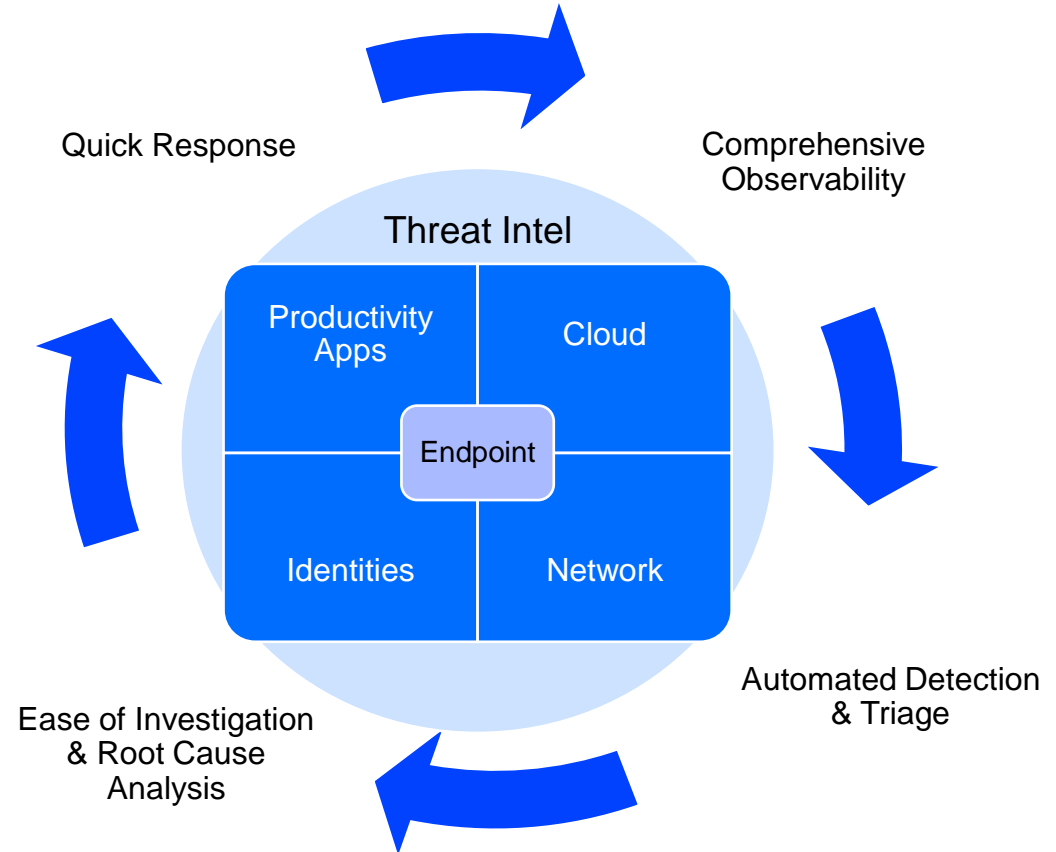 Quick Response
Comprehensive
Observability
Threat Intel
Productivity
Apps
Cloud
Endpoint
Identities
Network
Automated Detection
& Triage
Ease of Investigation
& Root Cause
Analysis